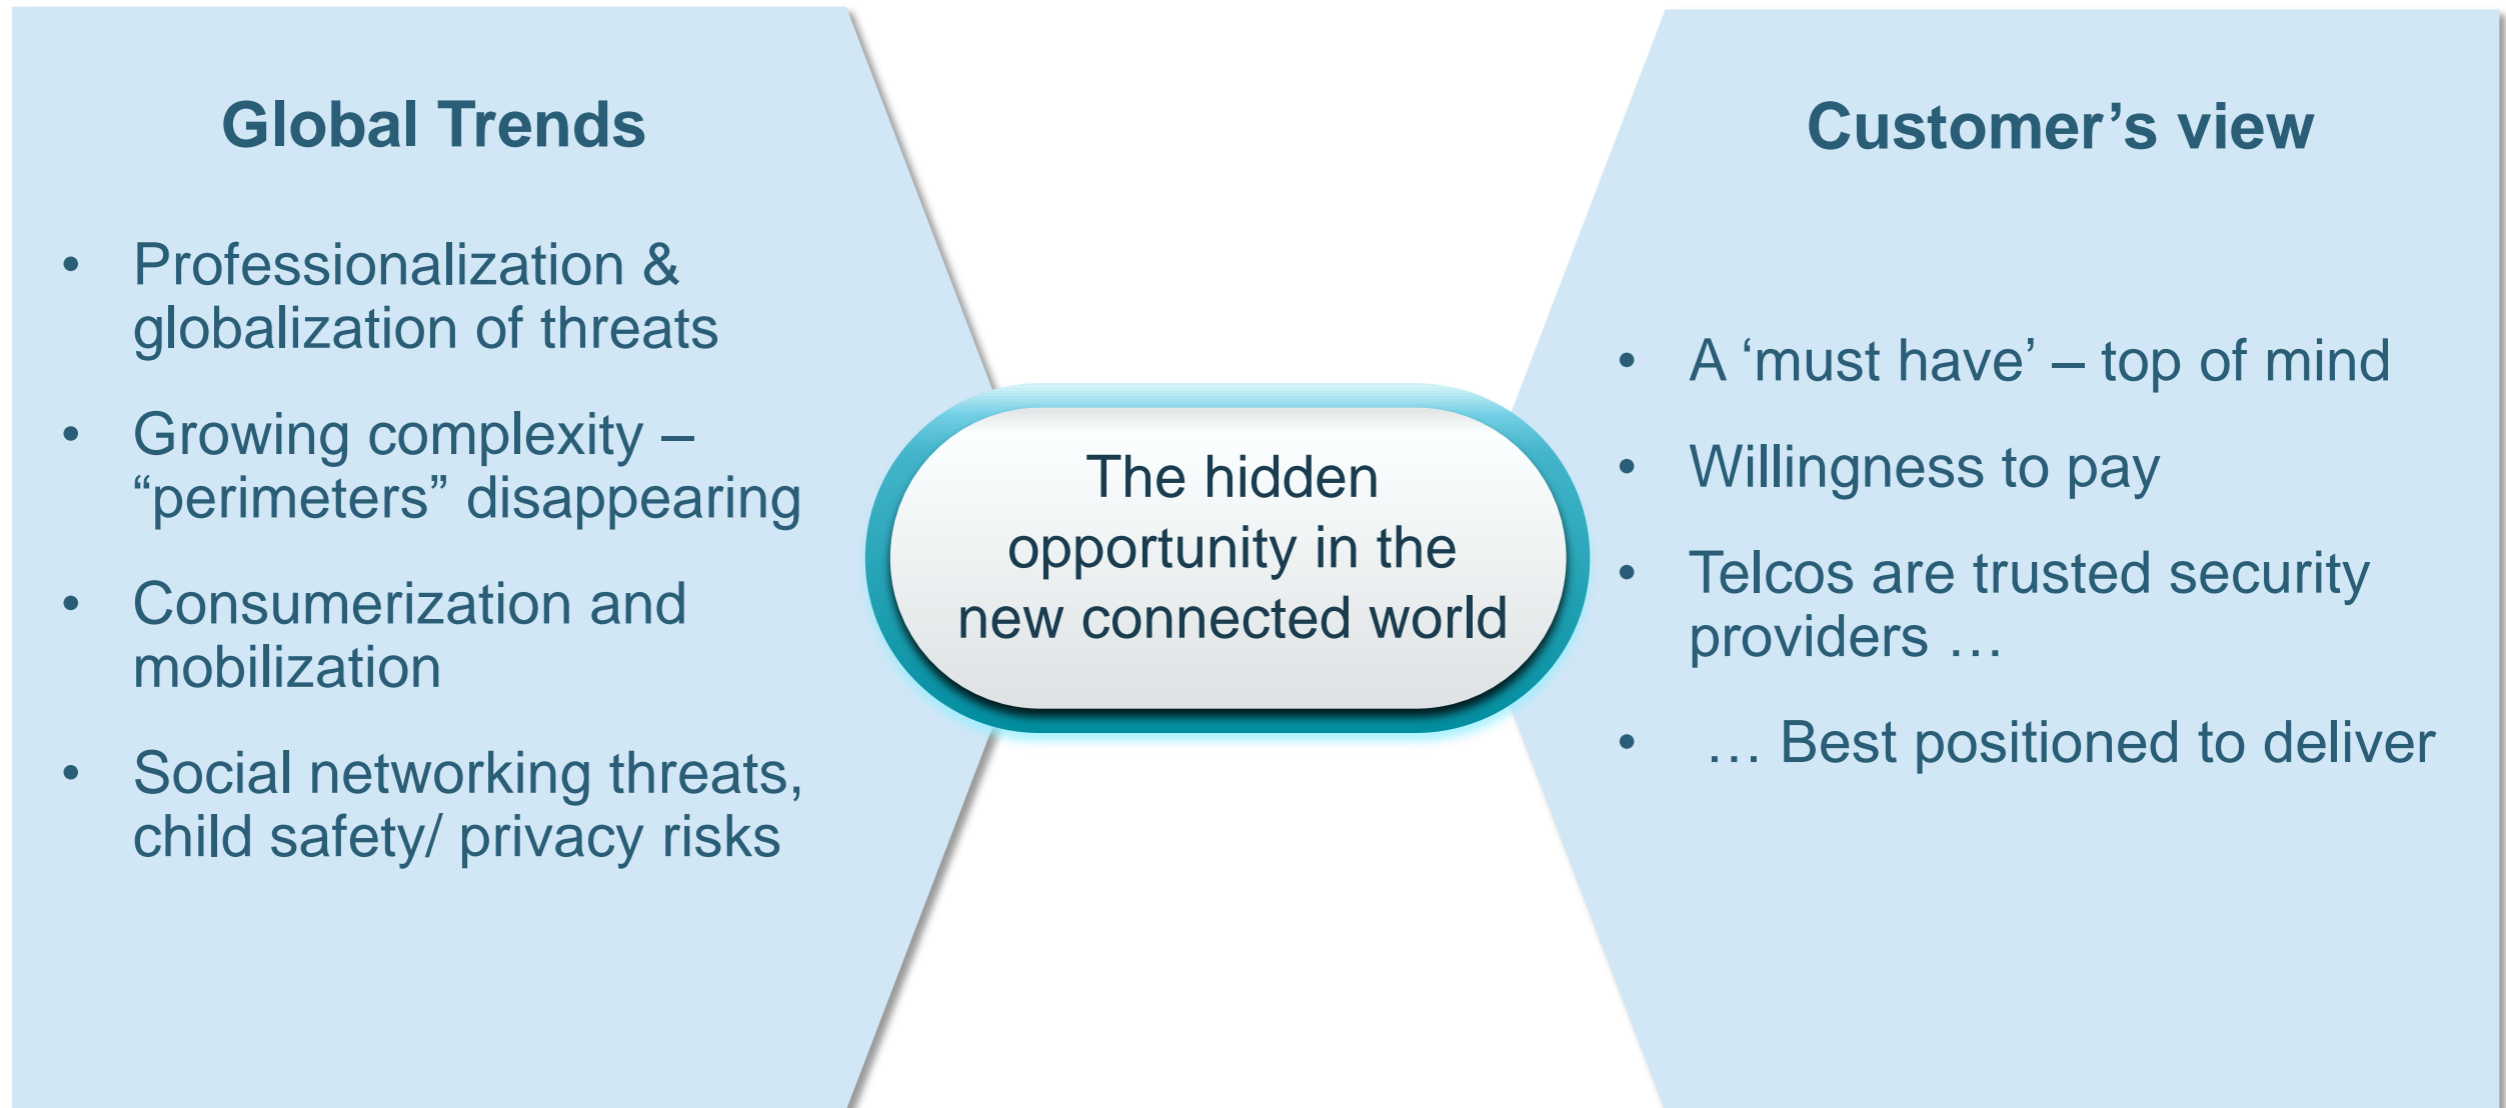 Global Trends
• Professionalization &
globalization of threats
• Growing complexity –
“perimeters” disappearing
• Consumerization and
mobilization
• Social networking threats,
child safety/ privacy risks
The hidden
opportunity in the
new connected world
Customer’s view
• A ‘must have’ – top of mind
• Willingness to pay
• Telcos are trusted security
providers …
• … Best positioned to deliver